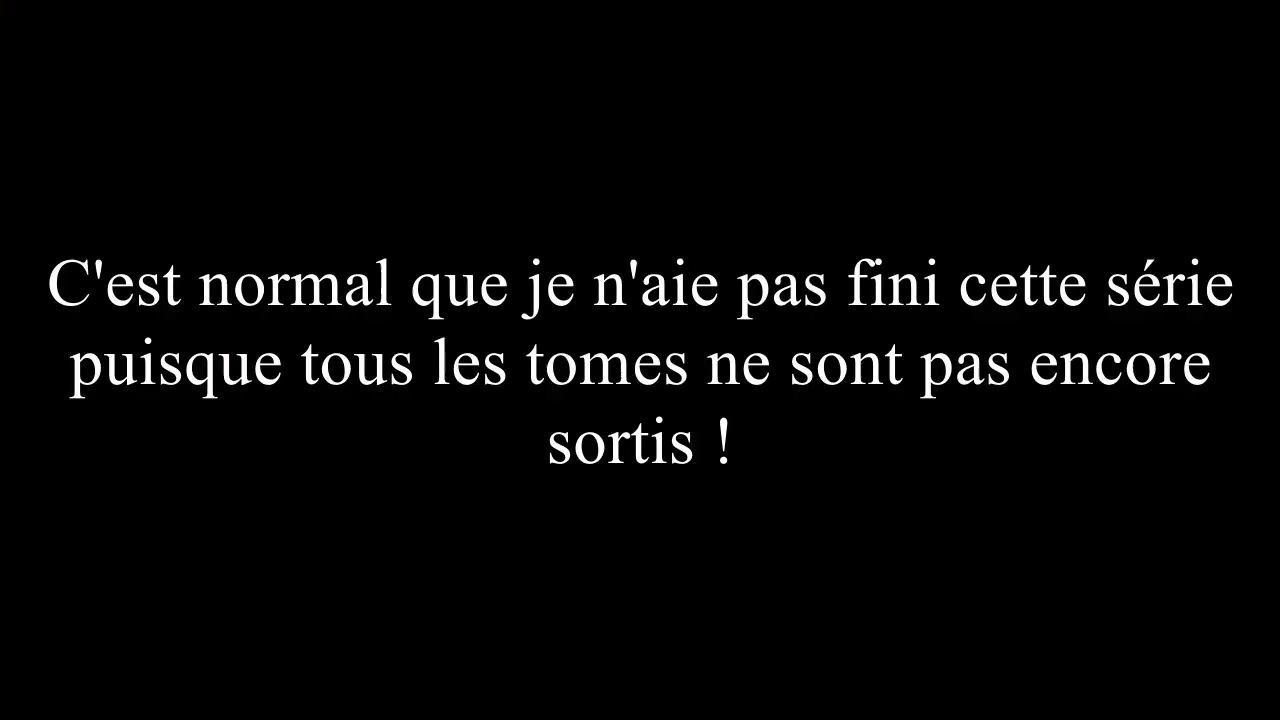 C'est normal que je n'aie pas fini cette série
puisque tous les tomes ne sont pas encore
sortis !